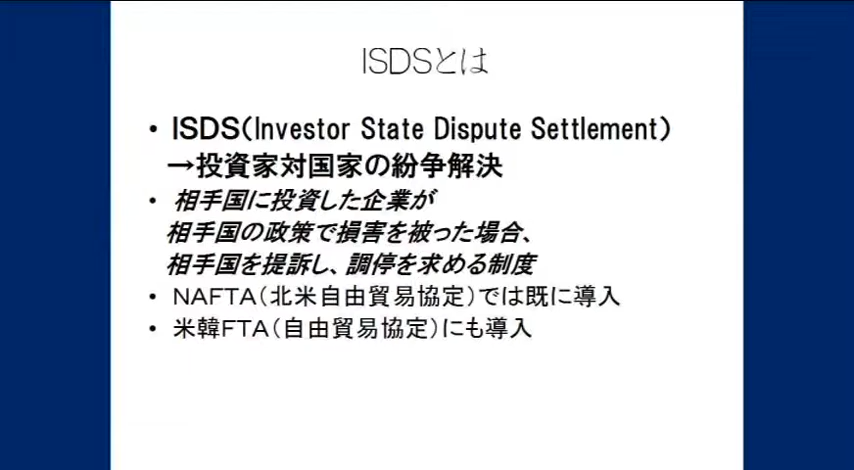 ISDSとは
• ISDS(Investor State Dispute Settlement)
→投資家対国家の紛争解決
• 相手国に投資した企業が
相手国の政策で損害を被った場合、
相手国を提訴し、調停を求める制度
• NAFTA(北米自由貿易協定)では既に導入
• 米韓FTA(自由貿易協定)にも導入